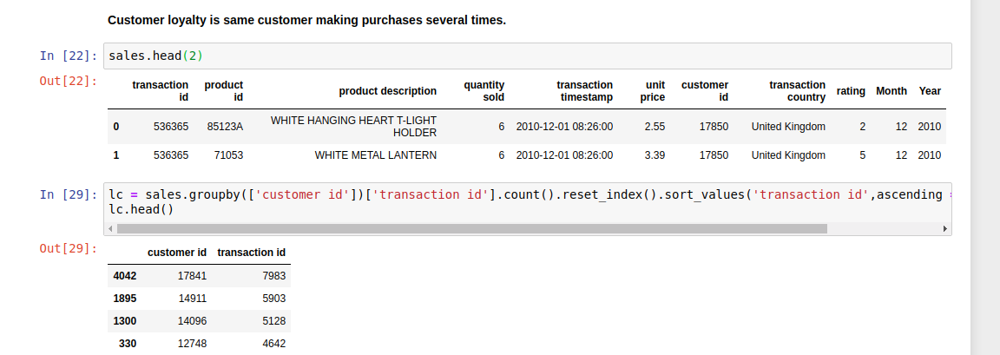 Customer loyalty is same customer making purchases several times.
In [22]: sales.head(2)
Out[22]:
transaction id product id product description quantity sold transaction timestamp unit price customer id transaction country rating Month Year
0 536365 85123A WHITE HANGING HEART T-LIGHT HOLDER 6 2010-12-01 08:26:00 2.55 17850 United Kingdom 2 12 2010
1 536365 71053 WHITE METAL LANTERN 6 2010-12-01 08:26:00 3.39 17850 United Kingdom 5 12 2010
In [29]: lc = sales.groupby(['customer id'])['transaction id'].count().reset_index().sort_values('transaction id',ascending
lc.head()
Out[29]:
customer id transaction id
4042 17841 7983
1895 14911 5903
1300 14096 5128
330 12748 4642